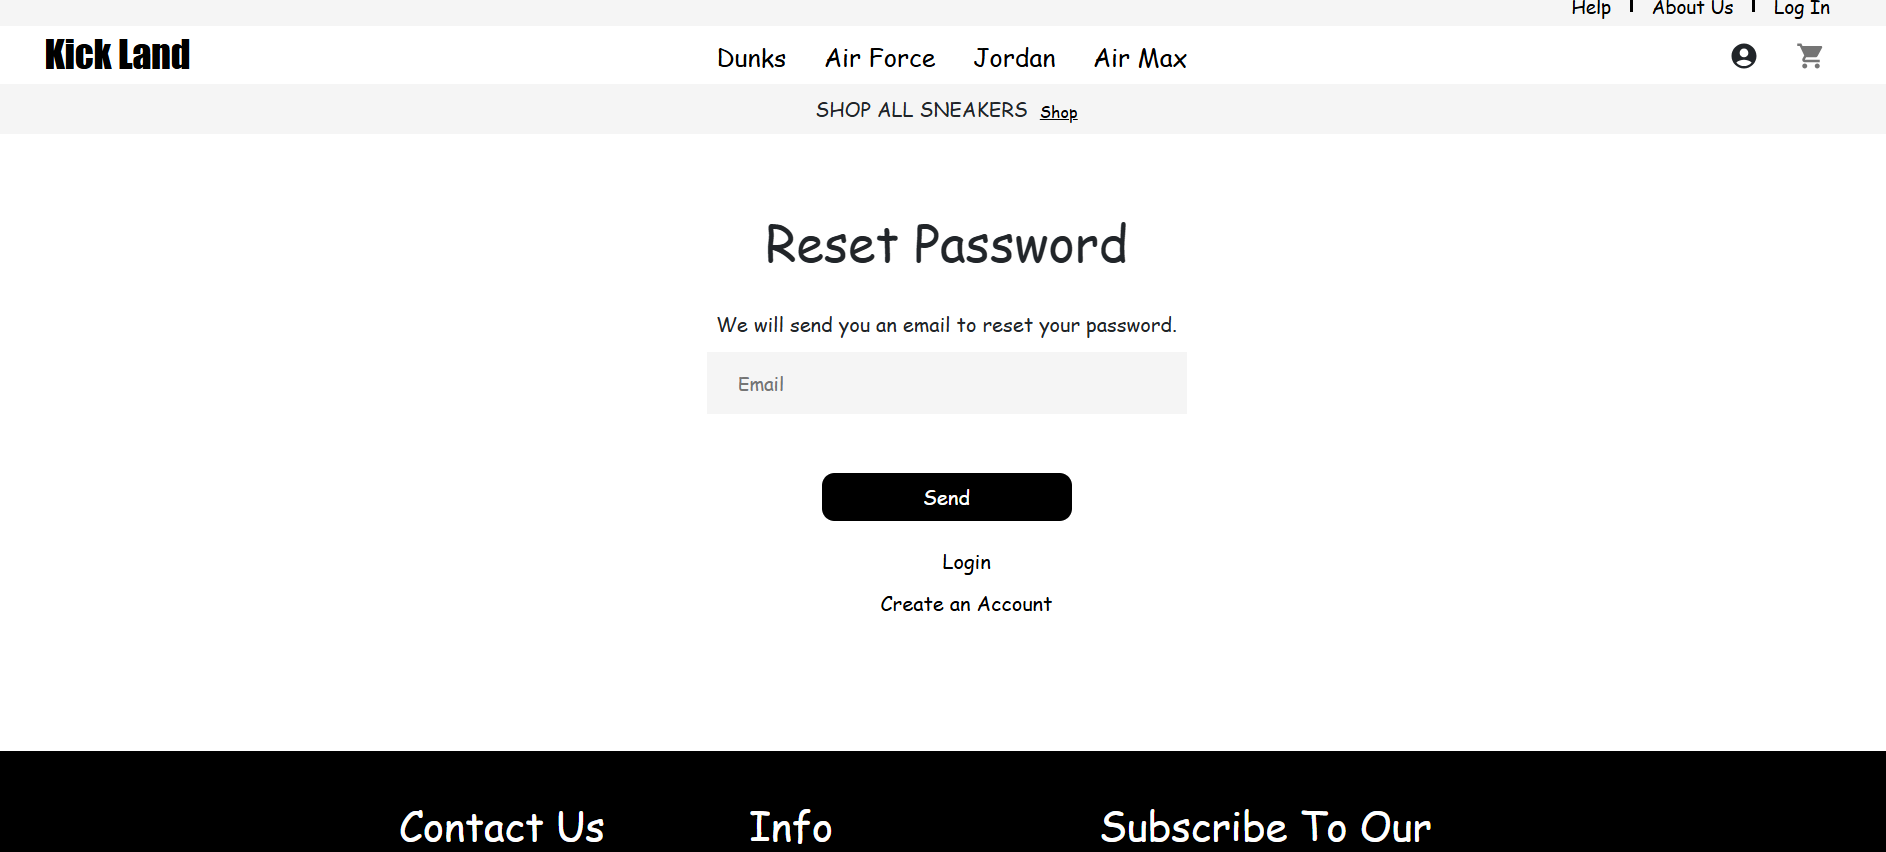 Help About Us Log In
Kick Land Dunks Air Force Jordan Air Max
SHOP ALL SNEAKERS Shop
Reset Password
We will send you an email to reset your password.
Email
Send
Login
Create an Account
Contact Us Info Subscribe To Our